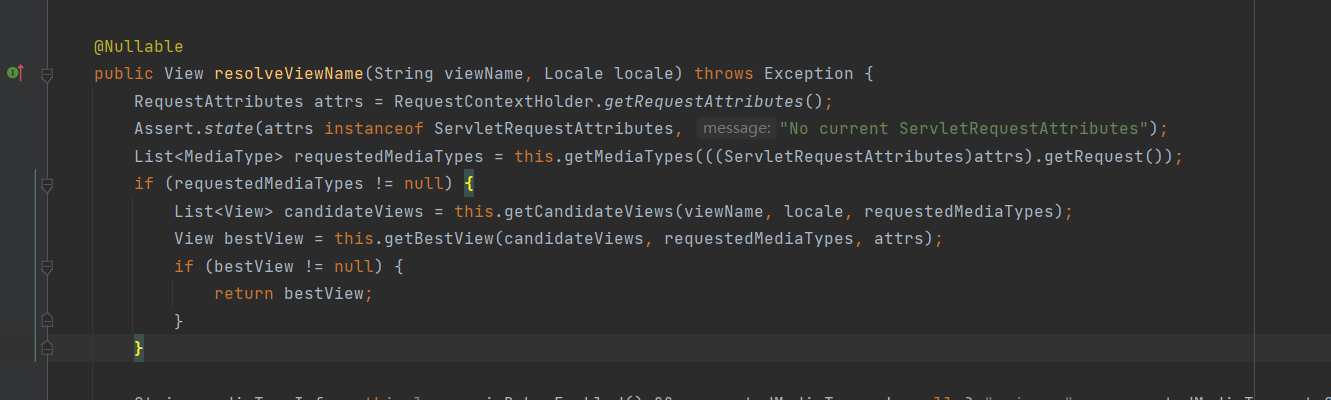 @Nullable
public View resolveViewName(String viewName, Locale locale) throws Exception {
RequestAttributes attrs = RequestContextHolder.getRequestAttributes();
Assert.state(attrs instanceof ServletRequestAttributes, message: "No current ServletRequestAttributes");
List<MediaType> requestedMediaTypes = this.getMediaTypes(((ServletRequestAttributes)attrs).getRequest());
if (requestedMediaTypes != null) {
List<View> candidateViews = this.getCandidateViews(viewName, locale, requestedMediaTypes);
View bestView = this.getBestView(candidateViews, requestedMediaTypes, attrs);
if (bestView != null) {
return bestView;
}
}